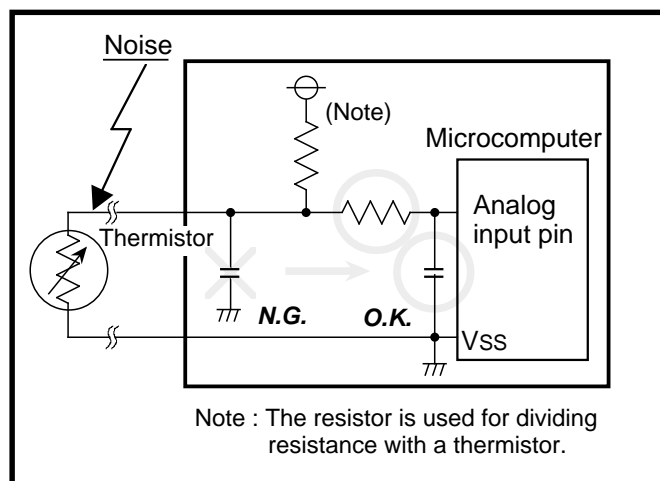 Noise
(Note)
Microcomputer
Analog
input pin
Thermistor
N.G.
O.K.
VSS
Note : The resistor is used for dividing
resistance with a thermistor.